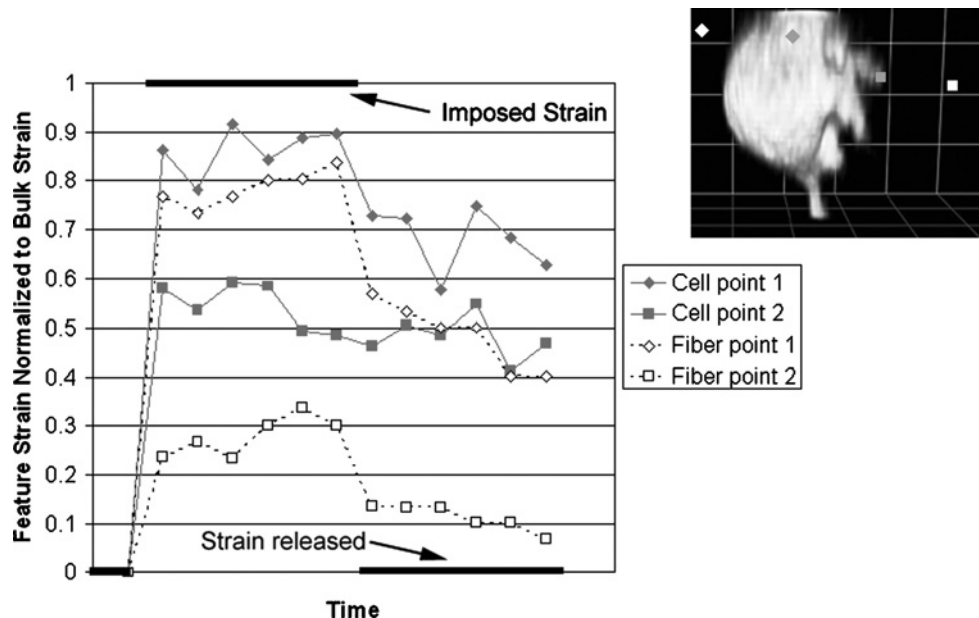 Feature Strain Normalized to Bulk Strain
1
0.9
0.8
0.7
0.6
0.5
0.4
0.3
0.2
0.1
0
Imposed Strain
Strain released
Time
Cell point 1
Cell point 2
Fiber point 1
Fiber point 2